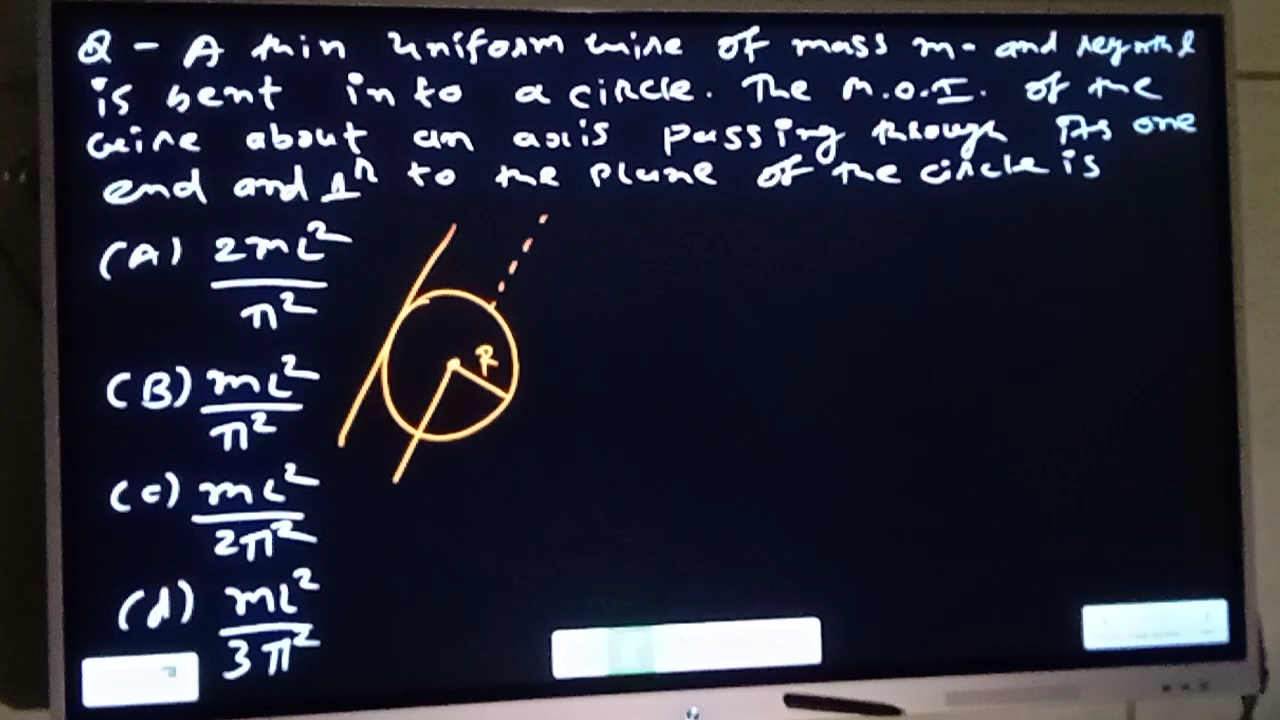 Q - A thin uniform wire of mass m - and length l
is bent in to a circle. The M.O.I. of the
wire about an axis passing through its one
end and ⊥r to the plane of the circle is
(A) 2mL²/π²
(B) mL²/π²
(c) mL²/2π²
(d) mL²/3π²
R